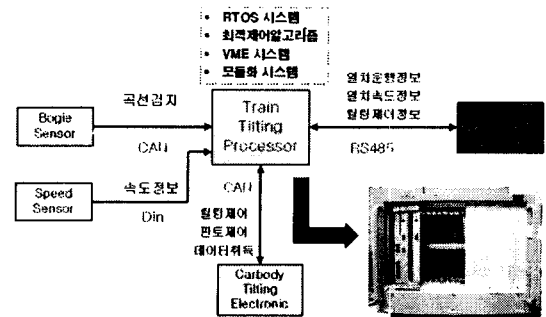 • RTOS 시스템
• 최적제어알고리즘
• VME 시스템
• 모듈화 시스템
Bogie
Sensor
곡선감지
CAN
Train
Tilting
Processor
열차운행정보
열차속도정보
틸팅제어정보
RS485
Speed
Sensor
속도정보
Din
CAN
틸팅제어
판토제어
데이터취득
Carbody
Tilting
Electronic